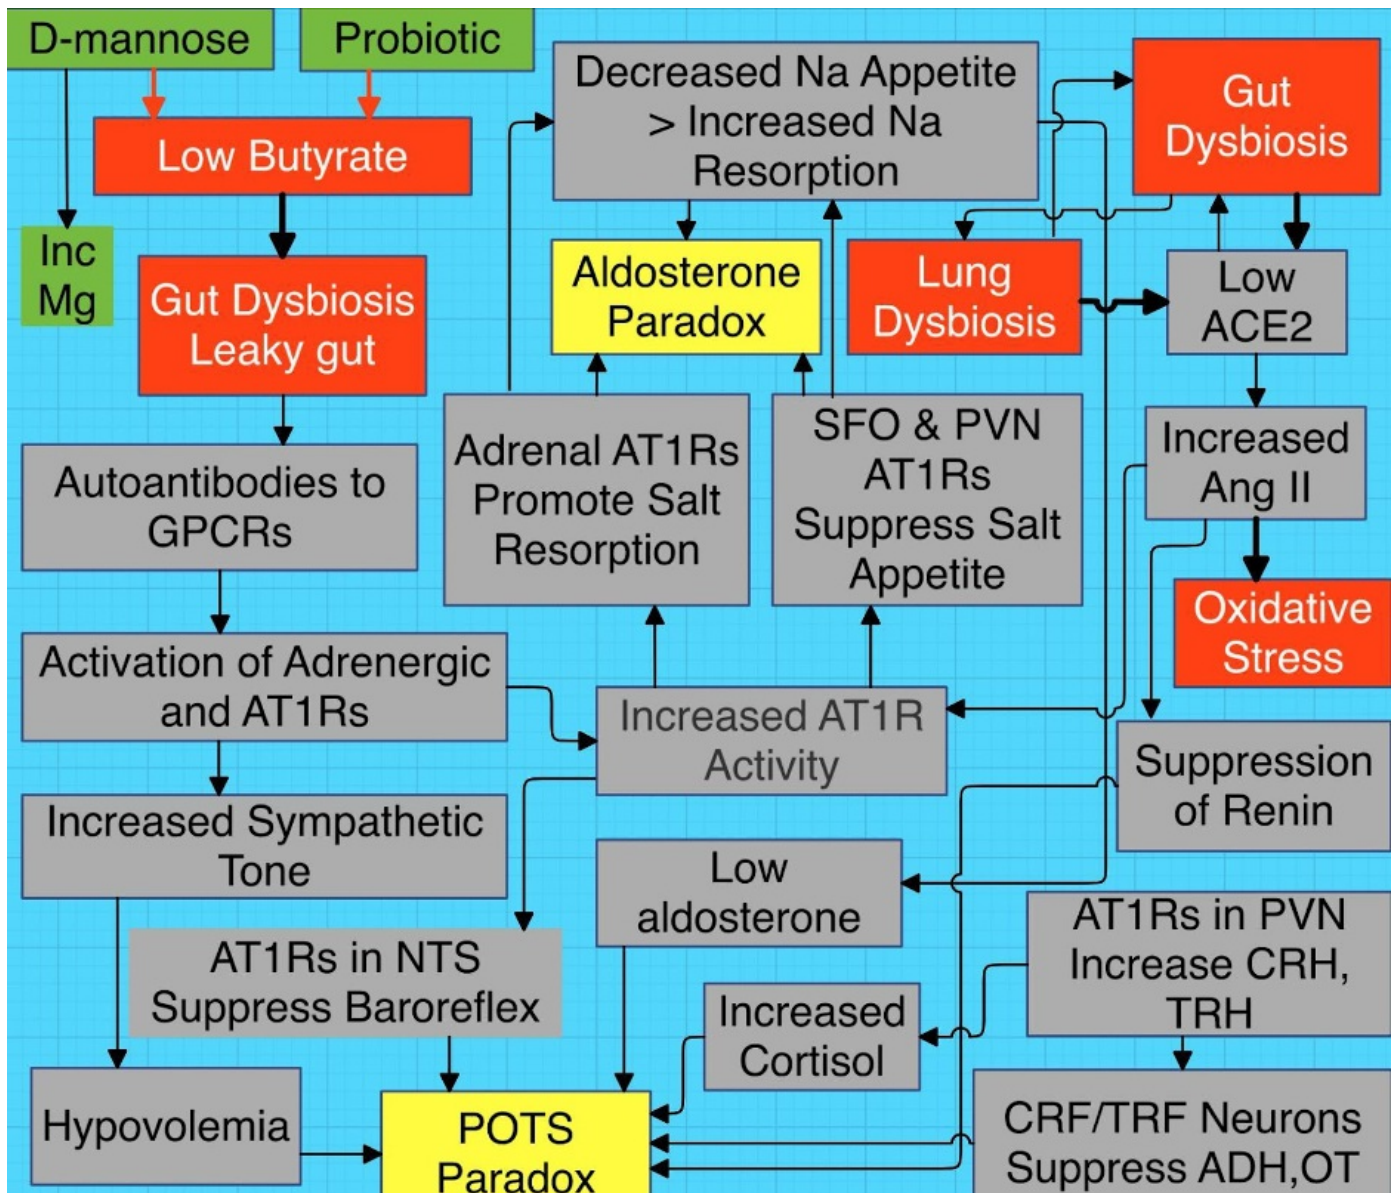 D-mannose
Probiotic
Low Butyrate
Inc
Mg
Gut Dysbiosis
Leaky gut
Autoantibodies to
GPCRs
Activation of Adrenergic
and AT1Rs
Increased Sympathetic
Tone
AT1Rs in NTS
Suppress Baroreflex
Hypovolemia
Decreased Na Appetite
> Increased Na
Resorption
Aldosterone
Paradox
Adrenal AT1Rs
Promote Salt
Resorption
SFO & PVN
AT1Rs
Suppress Salt
Appetite
Increased AT1R
Activity
Low
aldosterone
Increased
Cortisol
POTS
Paradox
Gut
Dysbiosis
Lung
Dysbiosis
Low
ACE2
Increased
Ang II
Oxidative
Stress
Suppression
of Renin
AT1Rs in PVN
Increase CRH,
TRH
CRF/TRF Neurons
Suppress ADH,OT